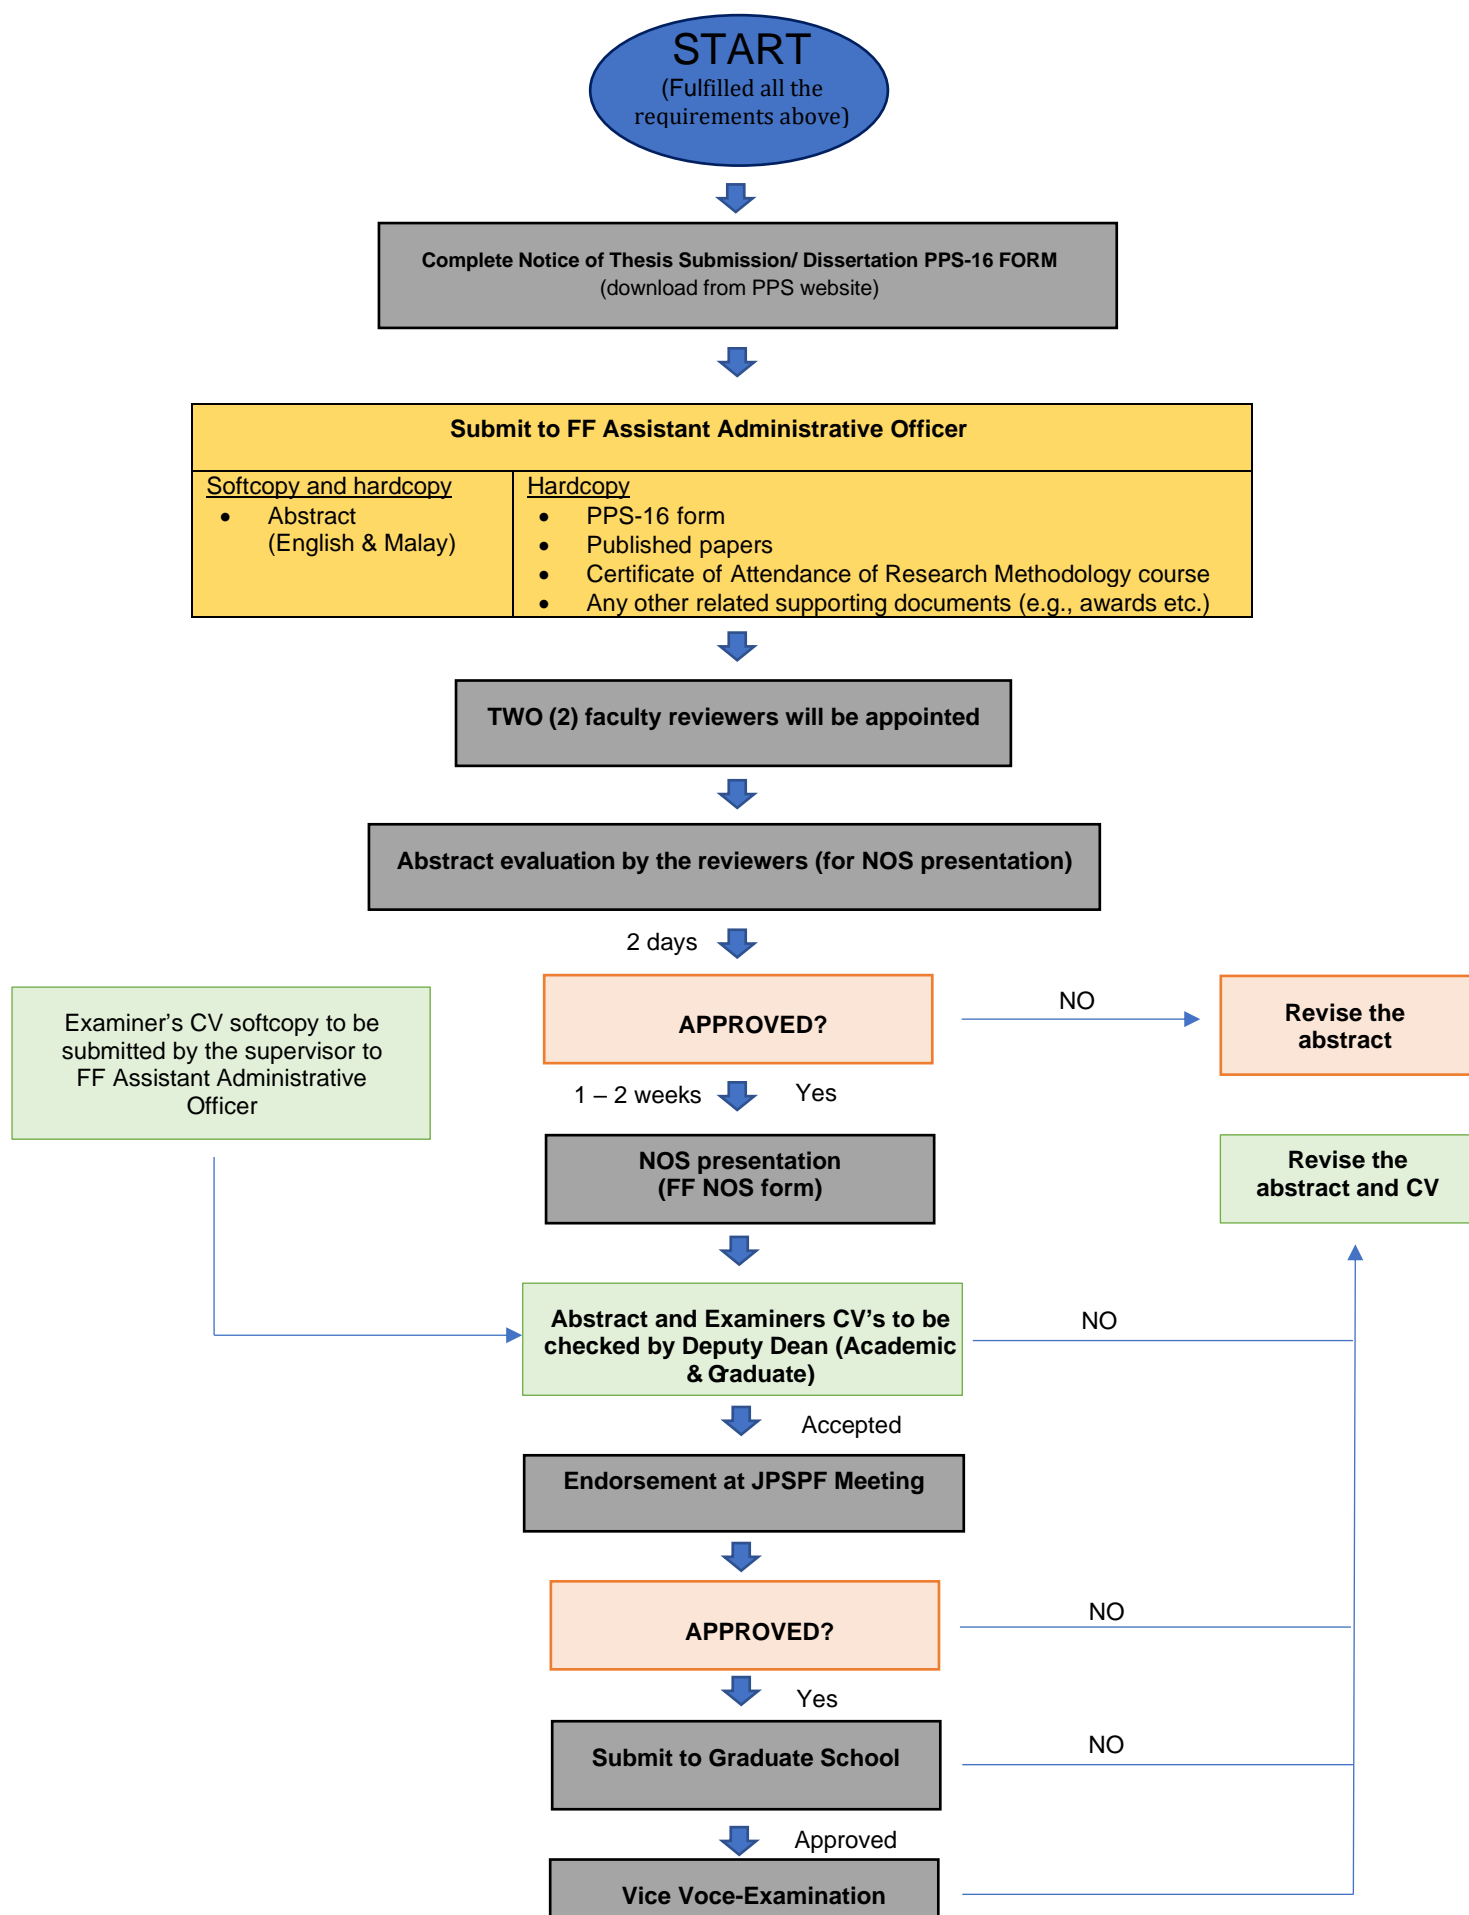 START
(Fulfilled all the
requirements above)
Complete Notice of Thesis Submission/ Dissertation PPS-16 FORM
(download from PPS website)
Submit to FF Assistant Administrative Officer
Softcopy and hardcopy
• Abstract
(English & Malay)
Hardcopy
• PPS-16 form
• Published papers
• Certificate of Attendance of Research Methodology course
• Any other related supporting documents (e.g., awards etc.)
TWO (2) faculty reviewers will be appointed
Abstract evaluation by the reviewers (for NOS presentation)
2 days
APPROVED?
NO
Revise the
abstract
Examiner’s CV softcopy to be
submitted by the supervisor to
FF Assistant Administrative
Officer
1 – 2 weeks
Yes
NOS presentation
(FF NOS form)
Revise the
abstract and CV
Abstract and Examiners CV’s to be
checked by Deputy Dean (Academic
& Graduate)
NO
Accepted
Endorsement at JPSPF Meeting
APPROVED?
NO
Yes
Submit to Graduate School
NO
Approved
Vice Voce-Examination